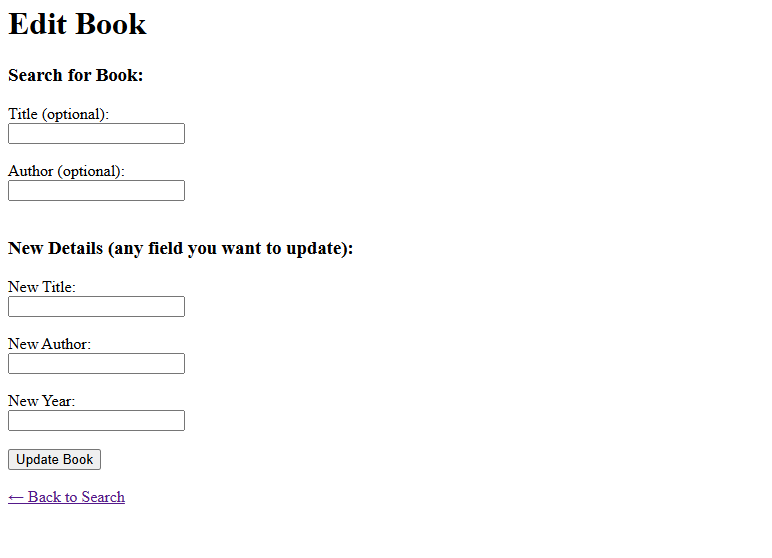 Edit Book
Search for Book:
Title (optional):
Author (optional):
New Details (any field you want to update):
New Title:
New Author:
New Year:
Update Book
← Back to Search